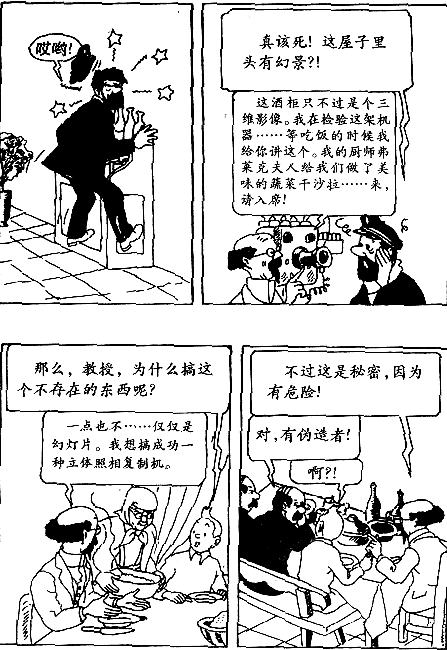 哎哟!
真该死！这屋子里
头有幻景?!
这酒柜只不过是个三
维影像。我在检验这架机
器……等吃饭的时候我
给你讲这个。我的厨师弗
莱克夫人给我们做了美
味的蔬菜干沙拉……来，
请入席!
那么，教授，为什么搞这
个不存在的东西呢?
一点也不……仅仅是
幻灯片。我想搞成功一
种立体照相复制机。
不过这是秘密，因为
有危险!
对，有伪造者!
啊?!